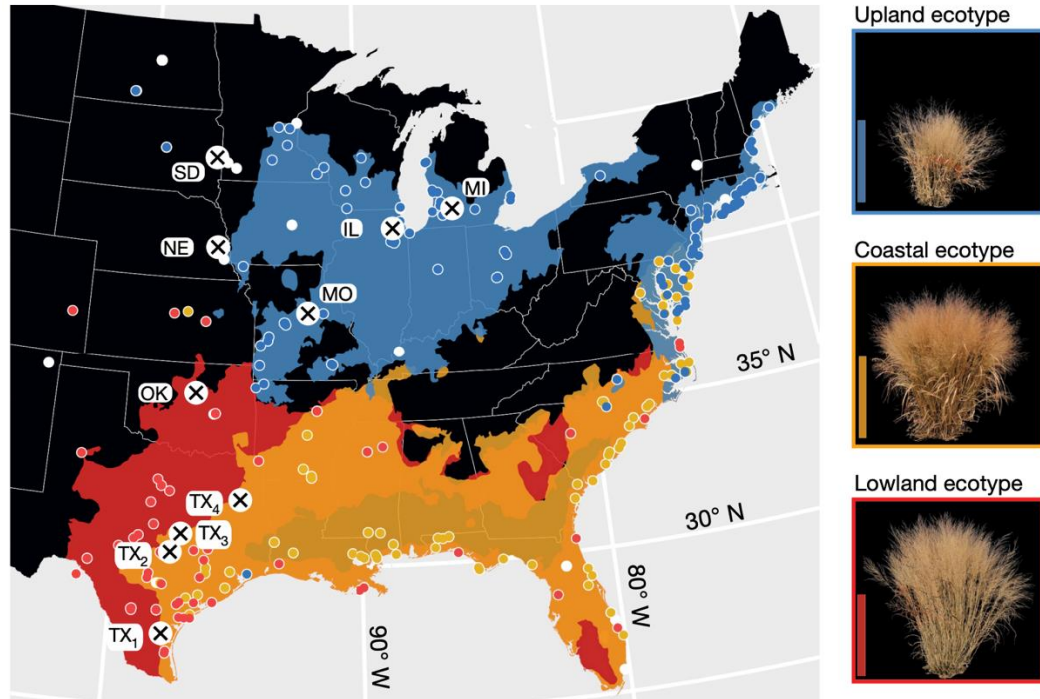 Upland ecotype
Coastal ecotype
Lowland ecotype
SD
MI
IL
NE
MO
35° N
OK
TX4
30° N
TX3
TX2
80° W
TX1
90° W